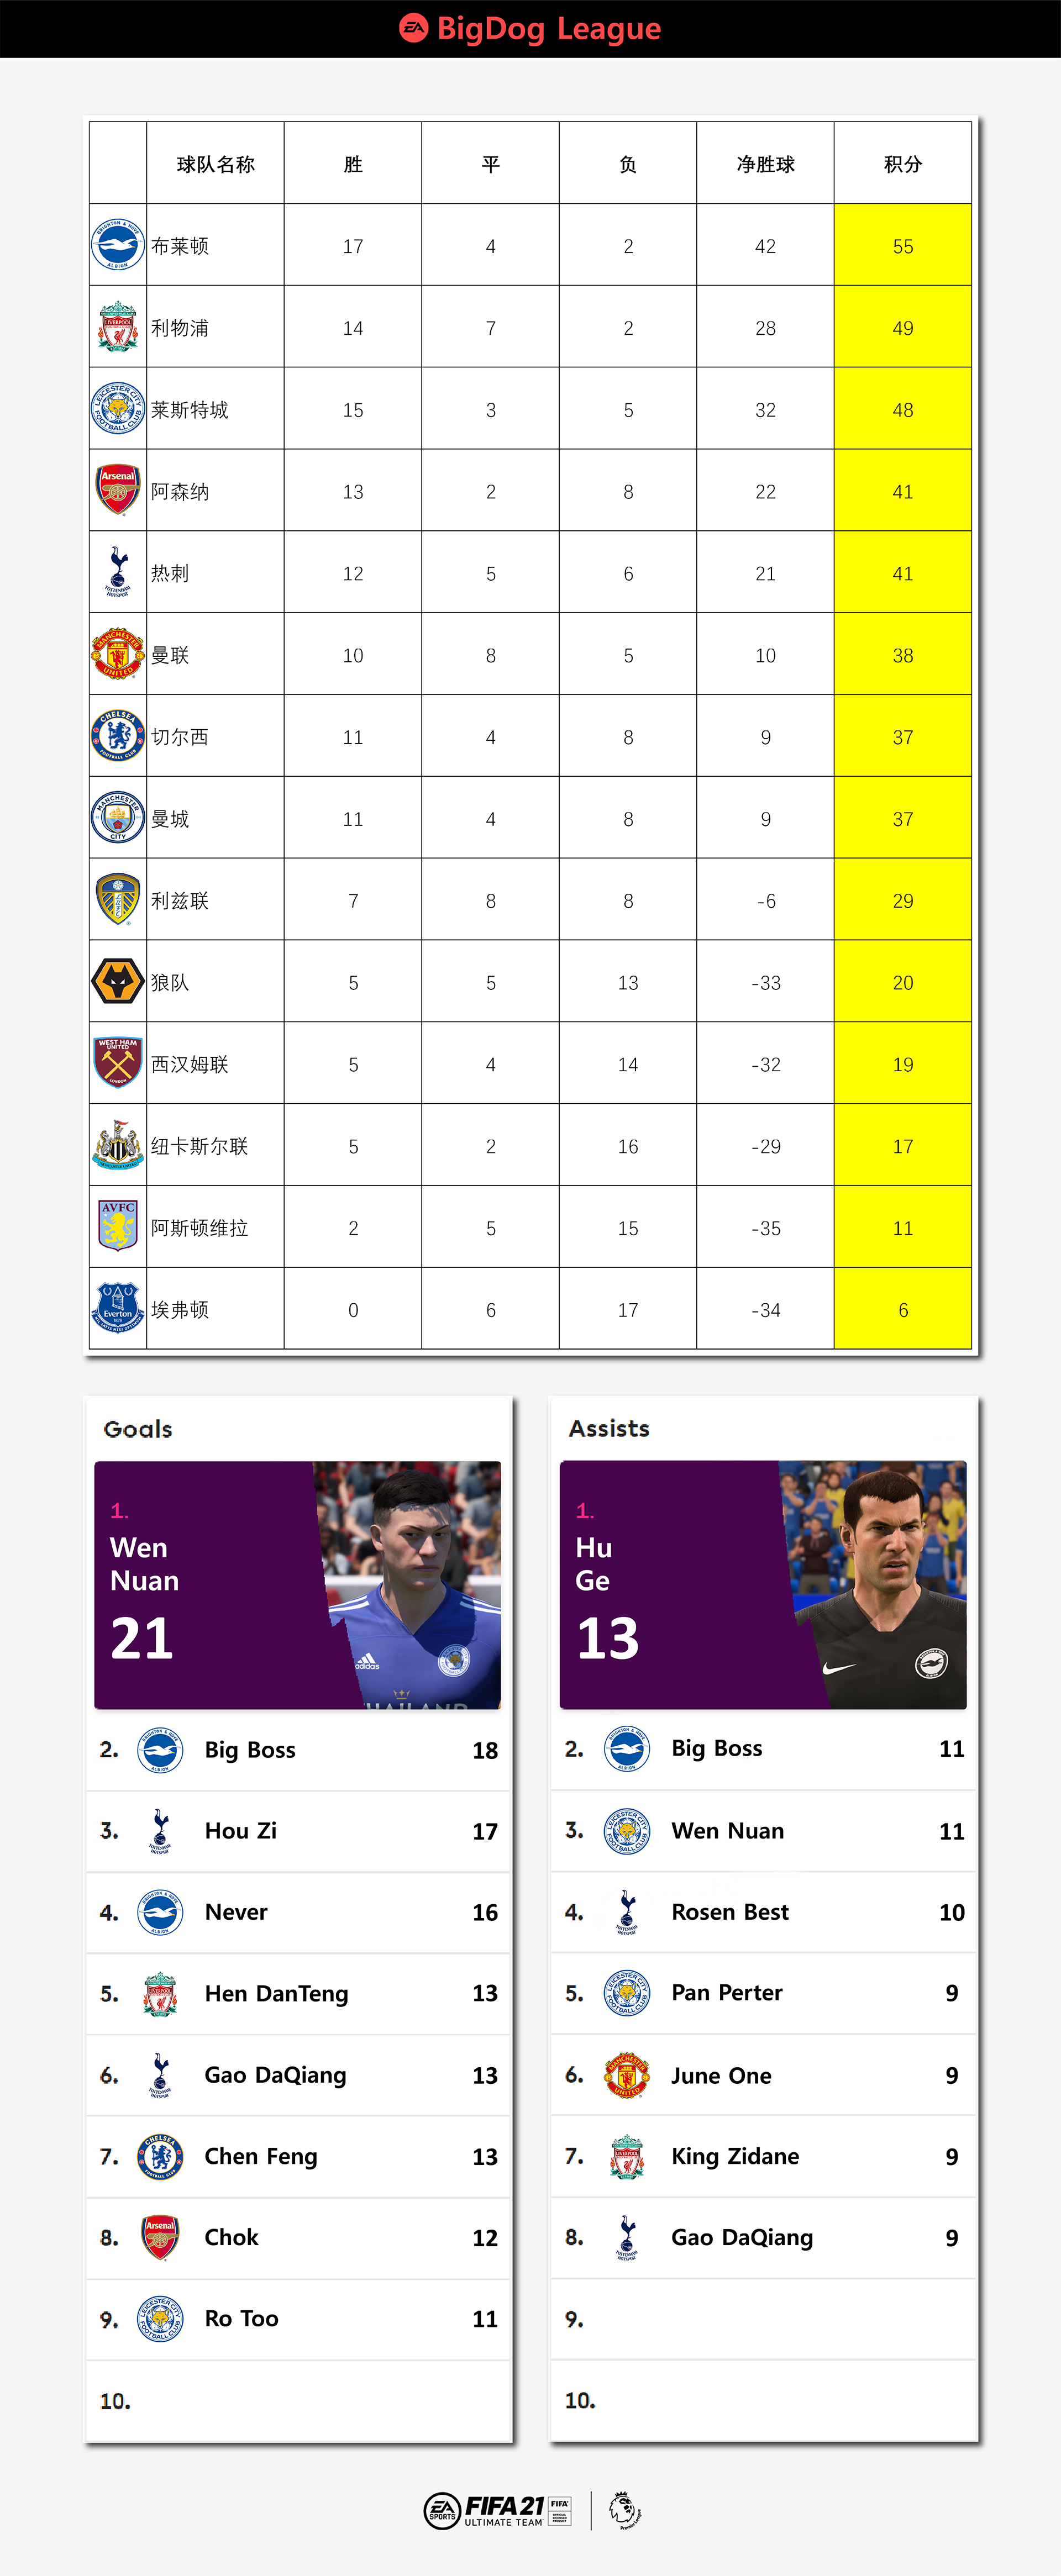 EA BigDog League
球队名称 胜 平 负 净胜球 积分
布莱顿 17 4 2 42 55
利物浦 14 7 2 28 49
莱斯特城 15 3 5 32 48
阿森纳 13 2 8 22 41
热刺 12 5 6 21 41
曼联 10 8 5 10 38
切尔西 11 4 8 9 37
曼城 11 4 8 9 37
利兹联 7 8 8 -6 29
狼队 5 5 13 -33 20
西汉姆联 5 4 14 -32 19
纽卡斯尔联 5 2 16 -29 17
阿斯顿维拉 2 5 15 -35 11
埃弗顿 0 6 17 -34 6
Goals
1.
Wen
Nuan
21
adidas
2. Big Boss 18
3. Hou Zi 17
4. Never 16
5. Hen DanTeng 13
6. Gao DaQiang 13
7. Chen Feng 13
8. Chok 12
9. Ro Too 11
10.
Assists
1.
Hu
Ge
13
2. Big Boss 11
3. Wen Nuan 11
4. Rosen Best 10
5. Pan Perter 9
6. June One 9
7. King Zidane 9
8. Gao DaQiang 9
9.
10.
EA SPORTS FIFA 21 FIFA
ULTIMATE TEAM
Premier League